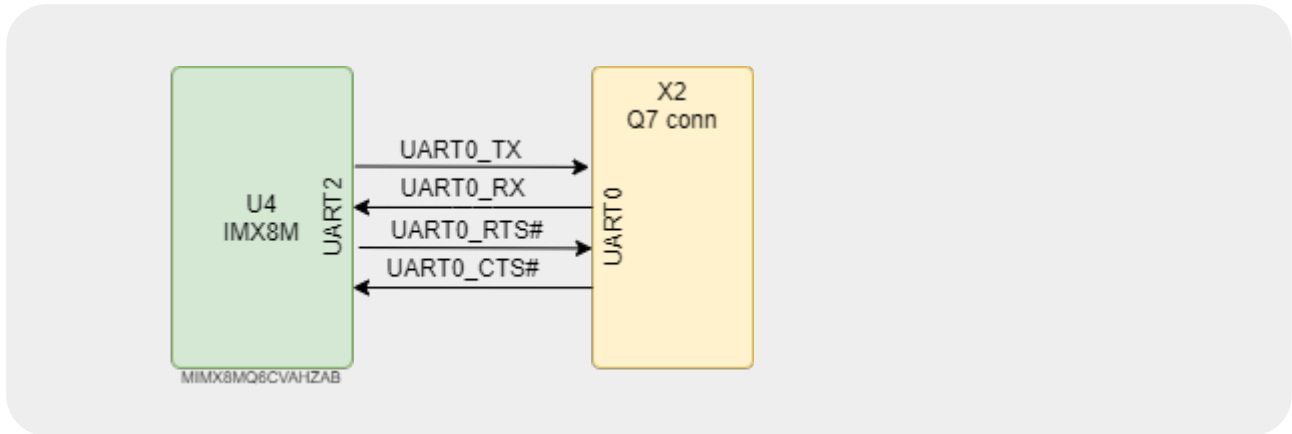 X2
Q7 conn
UART0_TX
UART0_RX
UART2
U4
IMX8M
UART0_RTS#
UART0
UART0_CTS#
MIMX8MQ6CVAHZAB